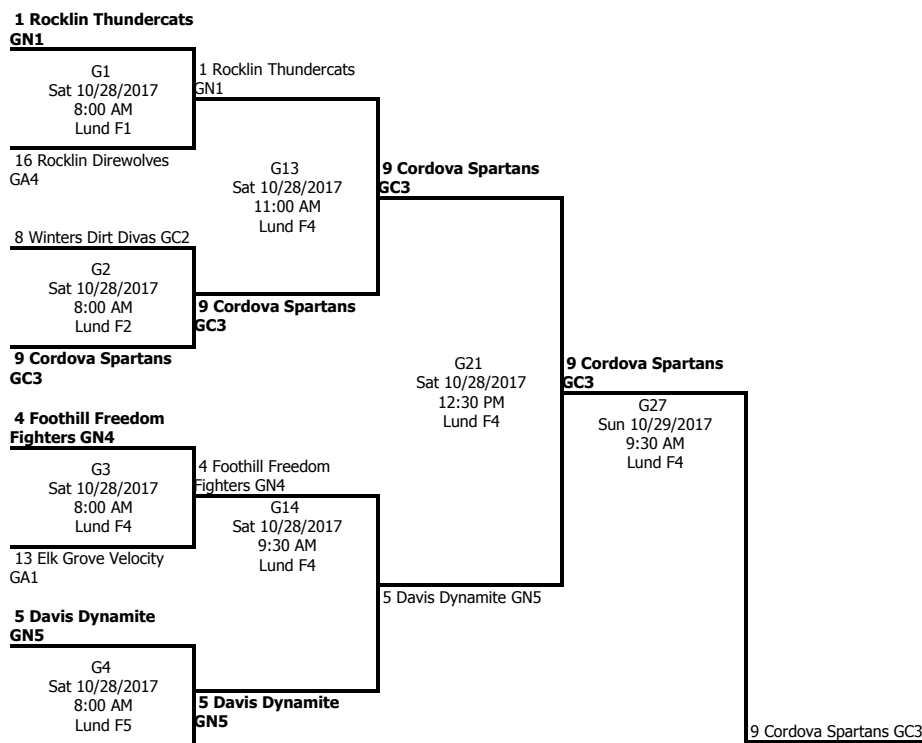 1 Rocklin Thundercats
GN1
G1
Sat 10/28/2017
8:00 AM
Lund F1
16 Rocklin Direwolves
GA4
1 Rocklin Thundercats
GN1
G13
Sat 10/28/2017
11:00 AM
Lund F4
8 Winters Dirt Divas GC2
G2
Sat 10/28/2017
8:00 AM
Lund F2
9 Cordova Spartans
GC3
9 Cordova Spartans
GC3
9 Cordova Spartans
GC3
G21
Sat 10/28/2017
12:30 PM
Lund F4
4 Foothill Freedom
Fighters GN4
G3
Sat 10/28/2017
8:00 AM
Lund F4
13 Elk Grove Velocity
GA1
4 Foothill Freedom
Fighters GN4
G14
Sat 10/28/2017
9:30 AM
Lund F4
5 Davis Dynamite
GN5
G4
Sat 10/28/2017
8:00 AM
Lund F5
5 Davis Dynamite
GN5
5 Davis Dynamite GN5
9 Cordova Spartans
GC3
G27
Sun 10/29/2017
9:30 AM
Lund F4
9 Cordova Spartans GC3